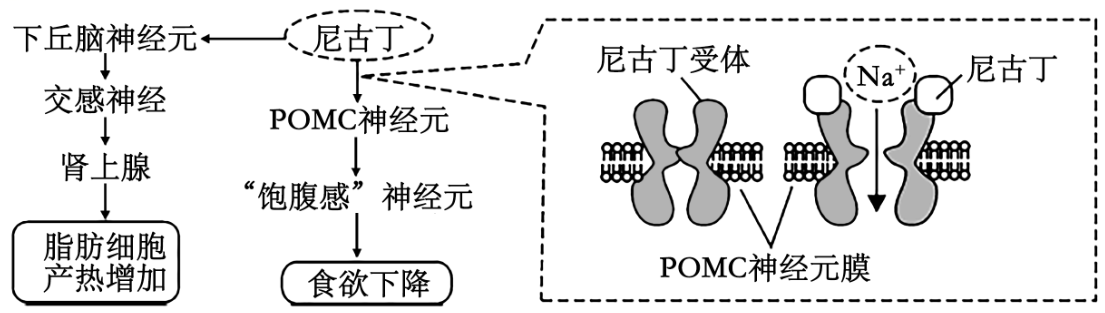 下丘脑神经元
尼古丁
交感神经
POMC神经元
肾上腺
“饱腹感”神经元
脂肪细胞
产热增加
食欲下降
尼古丁受体
Na⁺
尼古丁
POMC神经元膜